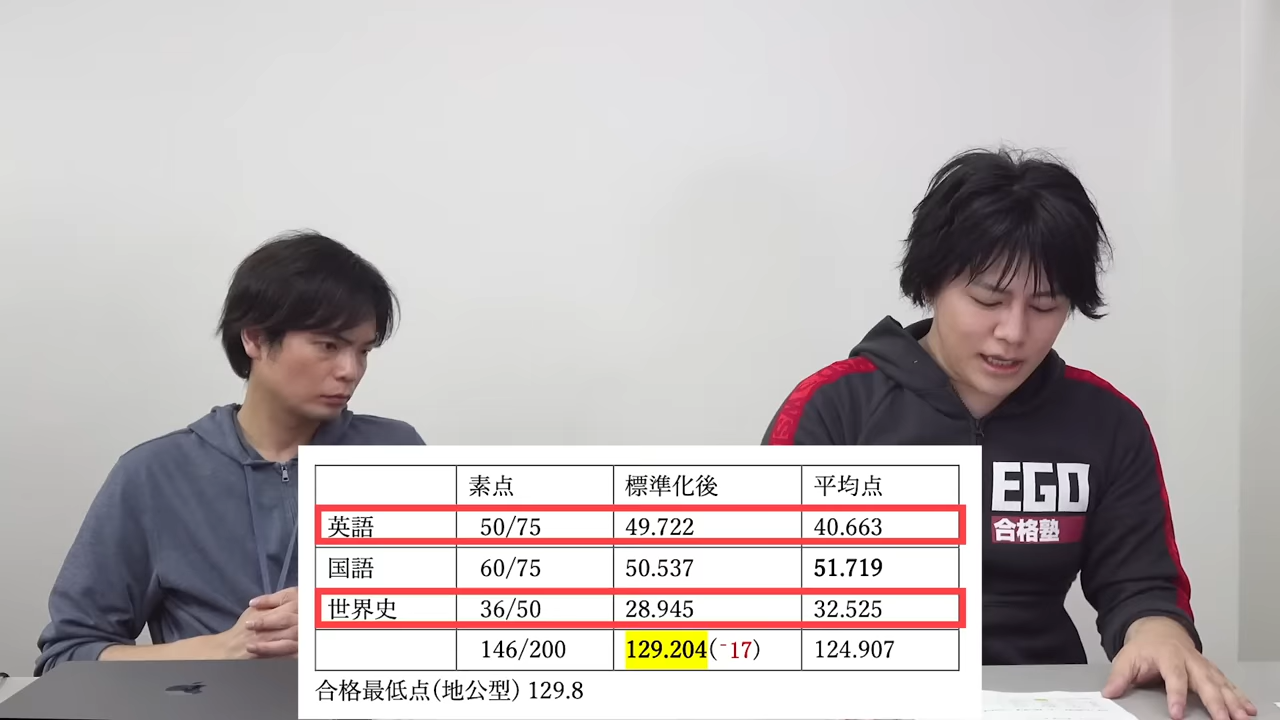 素点 標準化後 平均点
英語 50/75 49.722 40.663
国語 60/75 50.537 51.719
世界史 36/50 28.945 32.525
146/200 129.204(-17) 124.907
合格最低点(地公型) 129.8
EGO
合格塾